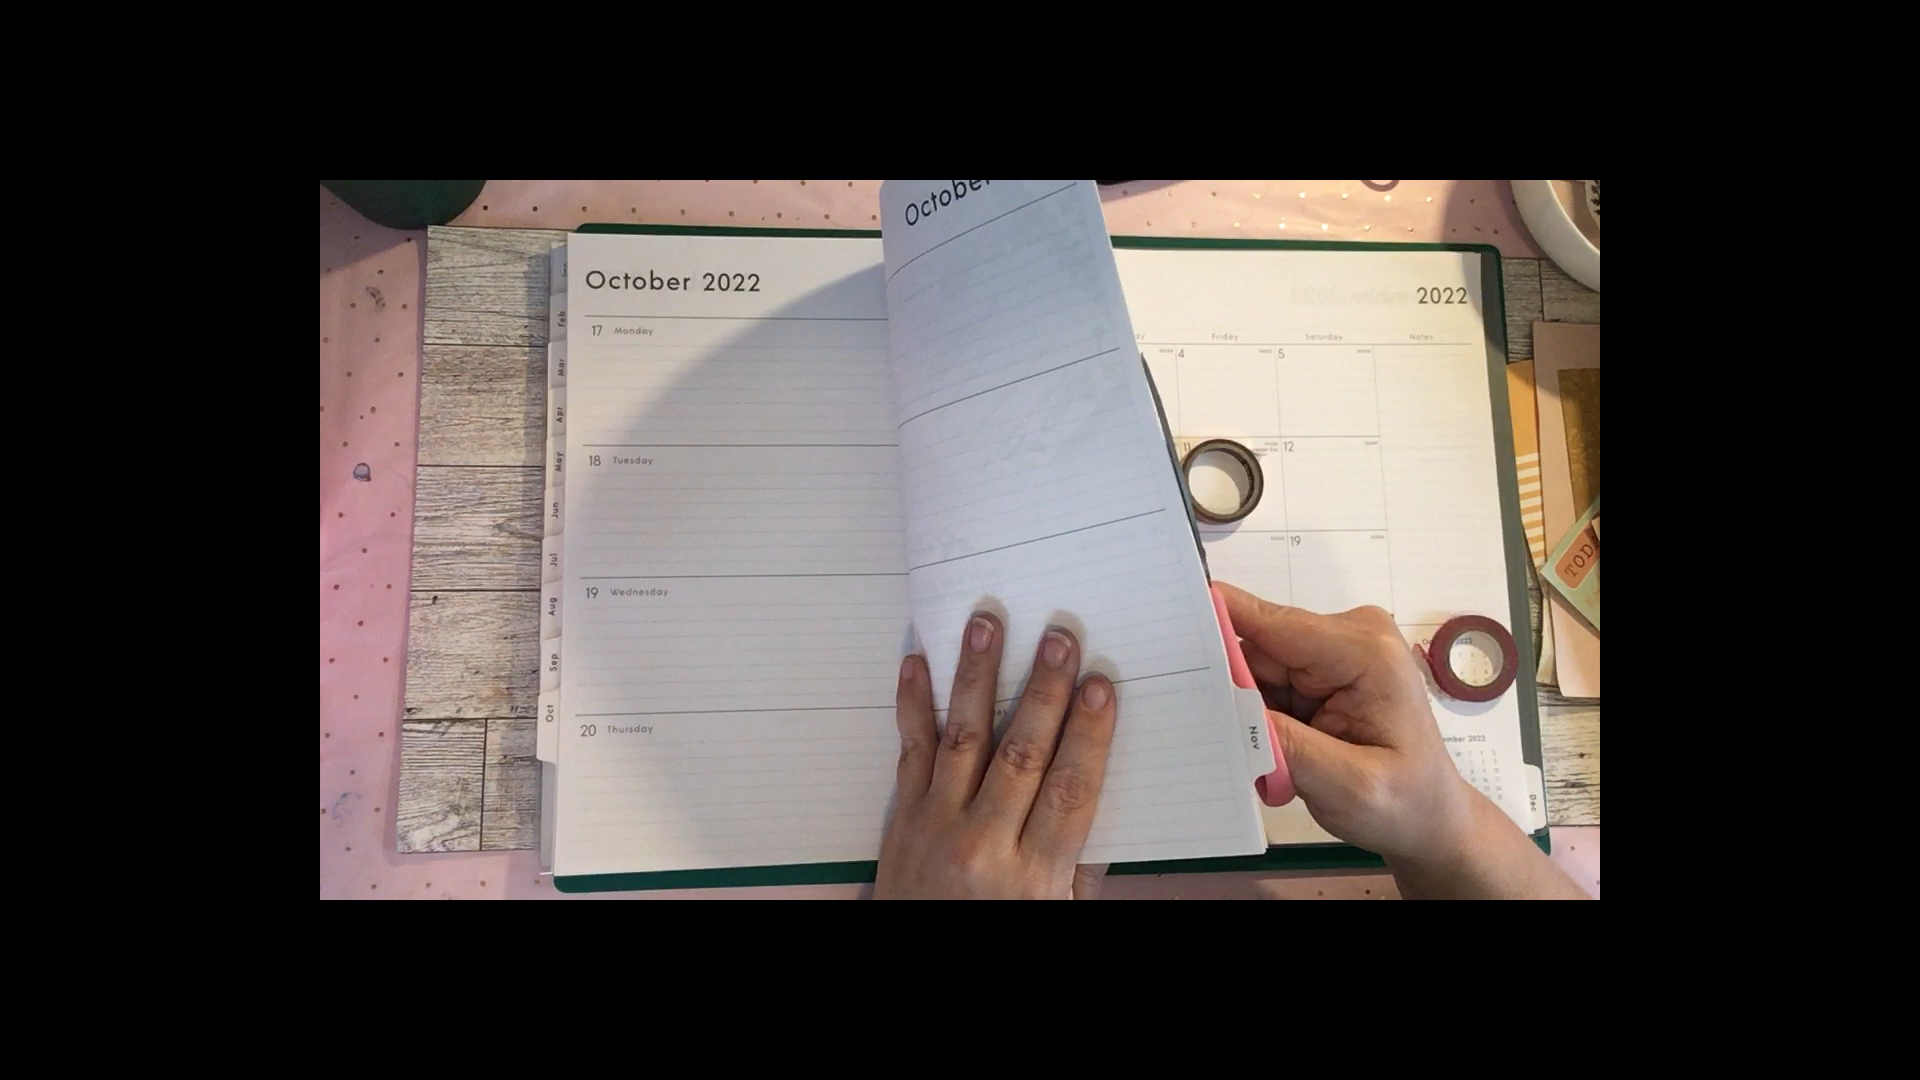 October
October 2022
2022
17 Monday
18 Tuesday
19 Wednesday
20 Thursday
Friday
Saturday
Notes
4
5
11
12
19
Feb
Mar
Apr
May
Jun
Jul
Aug
Sep
Oct
Nov
Dec